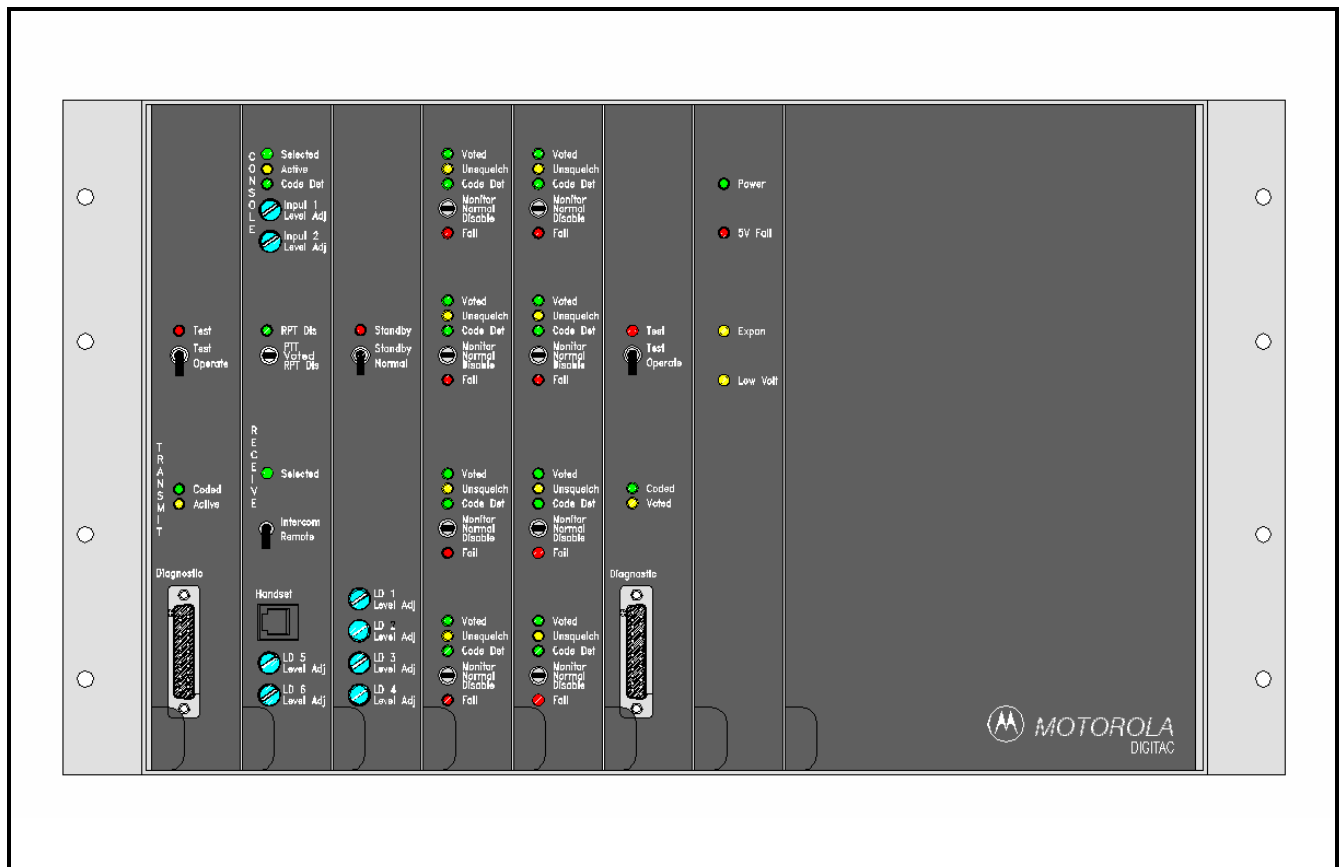 Test
Test
Operate
TRANSMIT
Coded
Active
Diagnostic
CONSOLE
Selected
Active
Code Det
Input 1
Level Adj
Input 2
Level Adj
RPT Dis
PTT
Voted
RPT Dis
RECEIVE
Selected
Intercom
Remote
Handset
LD 5
Level Adj
LD 6
Level Adj
Standby
Standby
Normal
LD 1
Level Adj
LD 2
Level Adj
LD 3
Level Adj
LD 4
Level Adj
Voted
Unsquelch
Code Det
Monitor
Normal
Disable
Fail
Voted
Unsquelch
Code Det
Monitor
Normal
Disable
Fail
Voted
Unsquelch
Code Det
Monitor
Normal
Disable
Fail
Voted
Unsquelch
Code Det
Monitor
Normal
Disable
Fail
Voted
Unsquelch
Code Det
Monitor
Normal
Disable
Fail
Voted
Unsquelch
Code Det
Monitor
Normal
Disable
Fail
Voted
Unsquelch
Code Det
Monitor
Normal
Disable
Fail
Voted
Unsquelch
Code Det
Monitor
Normal
Disable
Fail
Test
Test
Operate
Coded
Voted
Diagnostic
Power
5V Fail
Expan
Low Volt
MOTOROLA
DIGITAC